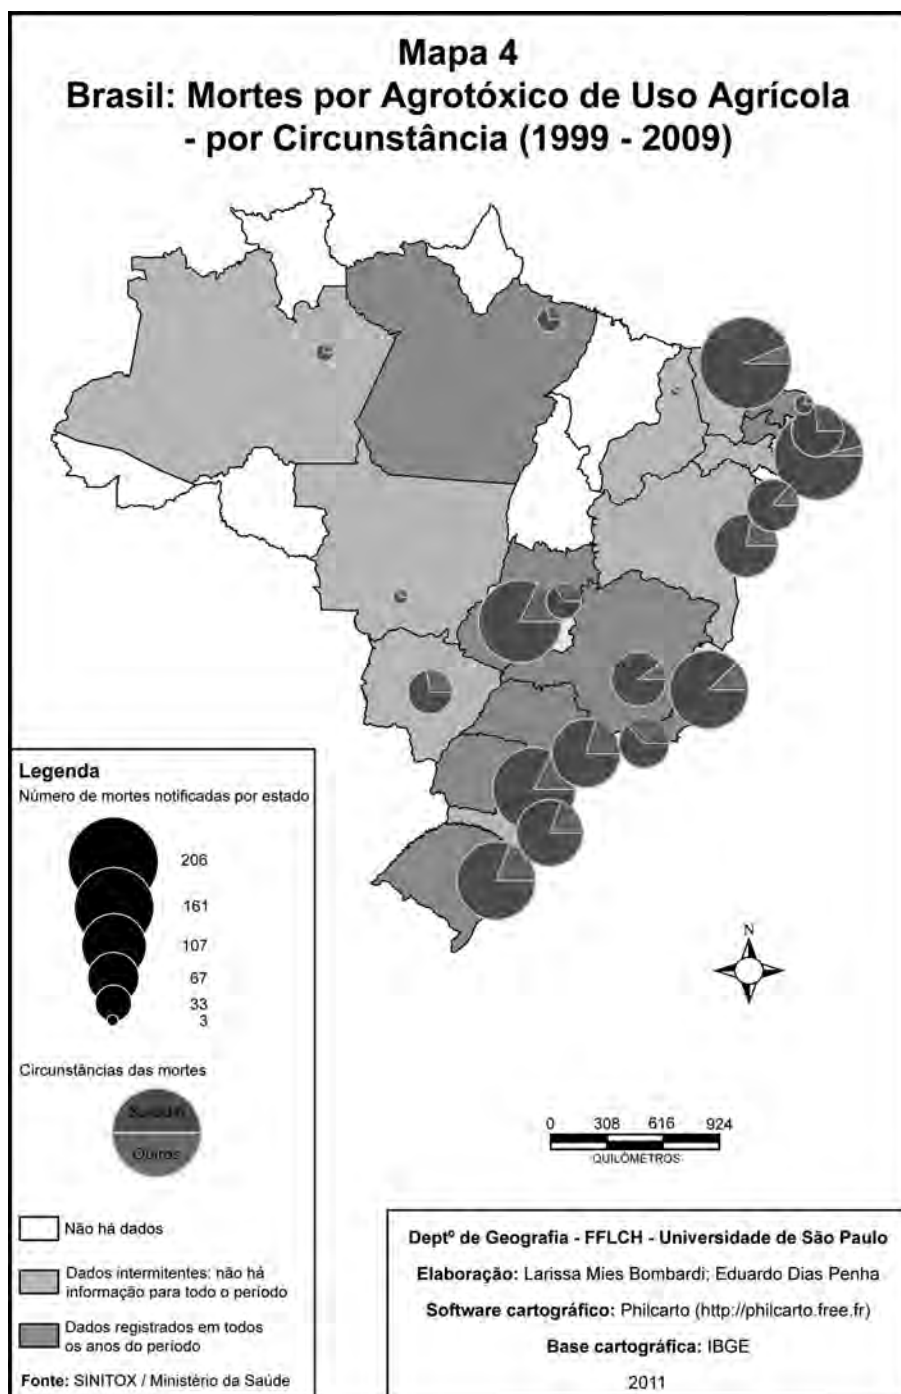 Mapa 4
Brasil: Mortes por Agrotóxico de Uso Agrícola
- por Circunstância (1999 - 2009)
Legenda
Número de mortes notificadas por estado
206
161
107
67
33
3
Circunstâncias das mortes
Outros
Não há dados
Dados intermitentes: não há
informação para todo o período
Dados registrados em todos
os anos do período
Fonte: SINITOX / Ministério da Saúde
N
0 308 616 924
QUILÔMETROS
Deptº de Geografia - FFLCH - Universidade de São Paulo
Elaboração: Larissa Mies Bombardi; Eduardo Dias Penha
Software cartográfico: Philcarto (http://philcarto.free.fr)
Base cartográfica: IBGE
2011